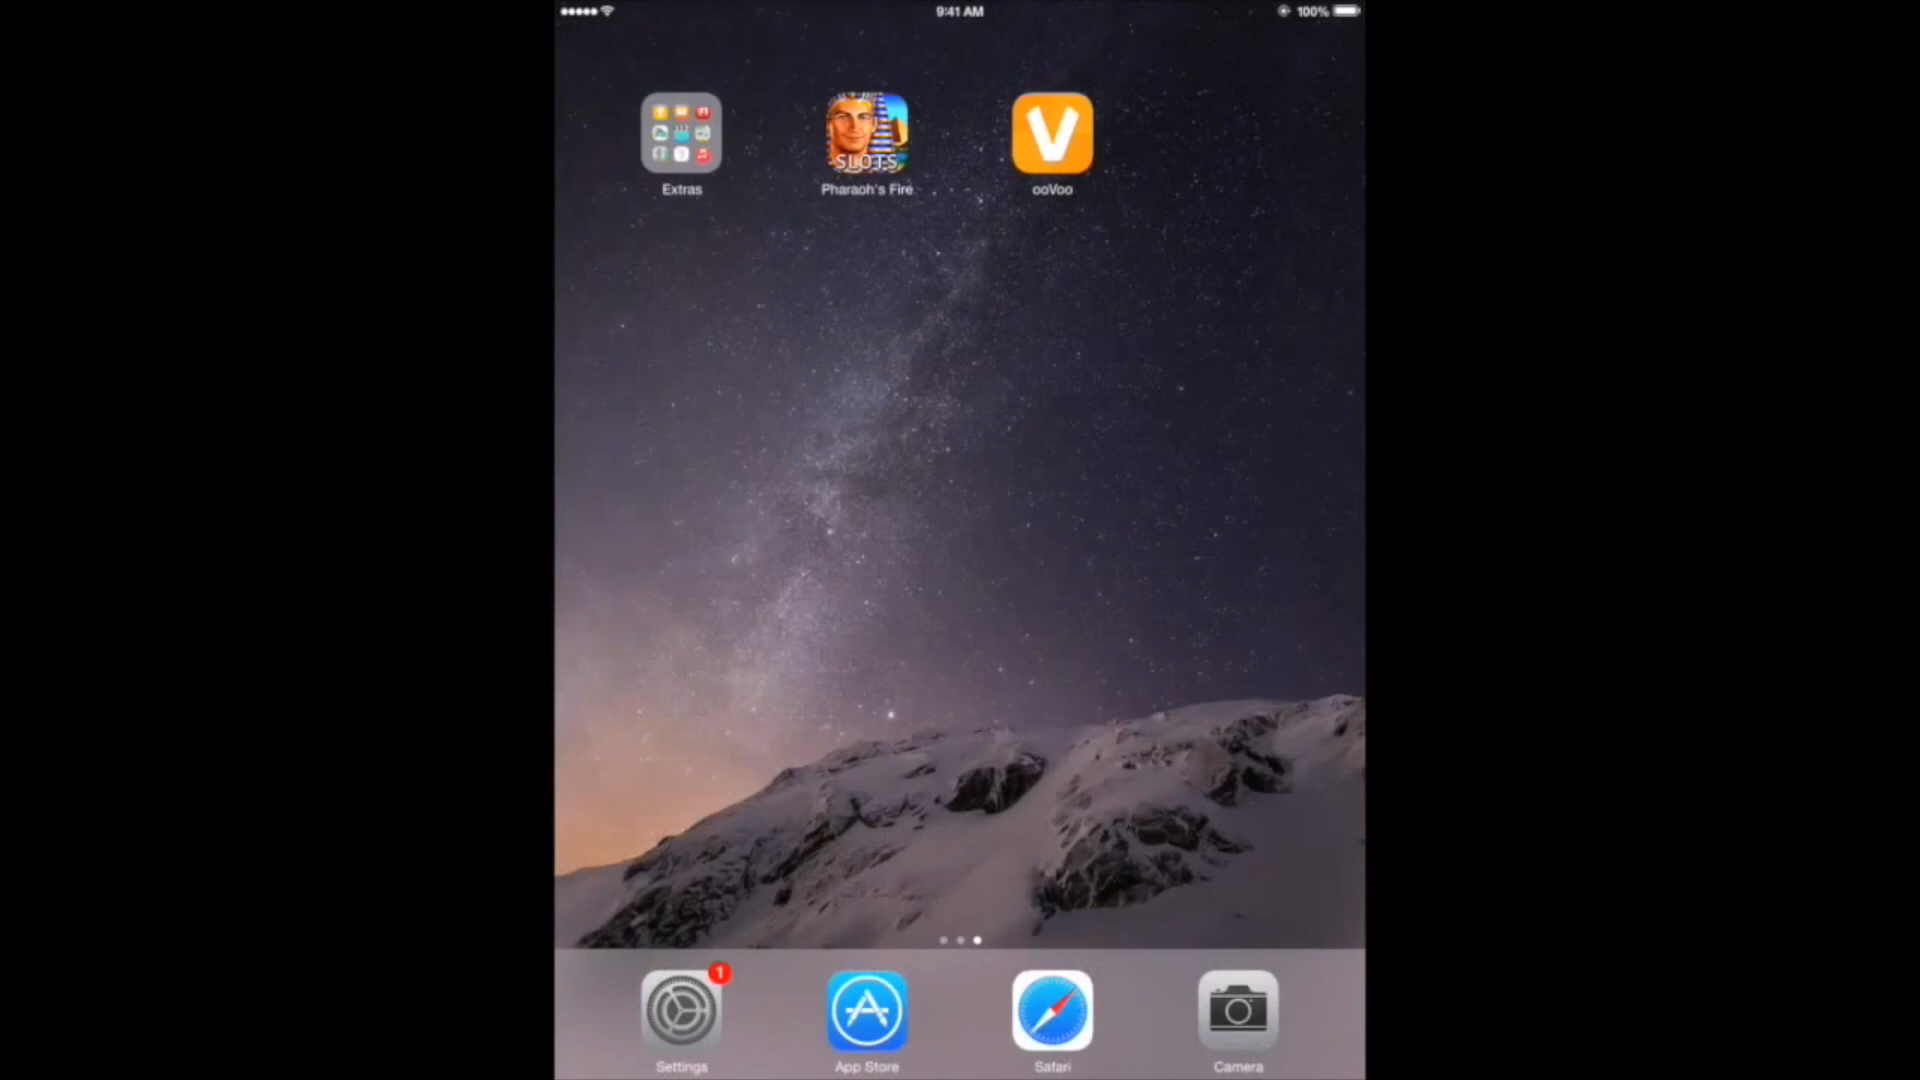 9:41 AM
100%
SLOTS
Extras
Pharaoh's Fire
ooVoo
1
Settings
App Store
Safari
Camera